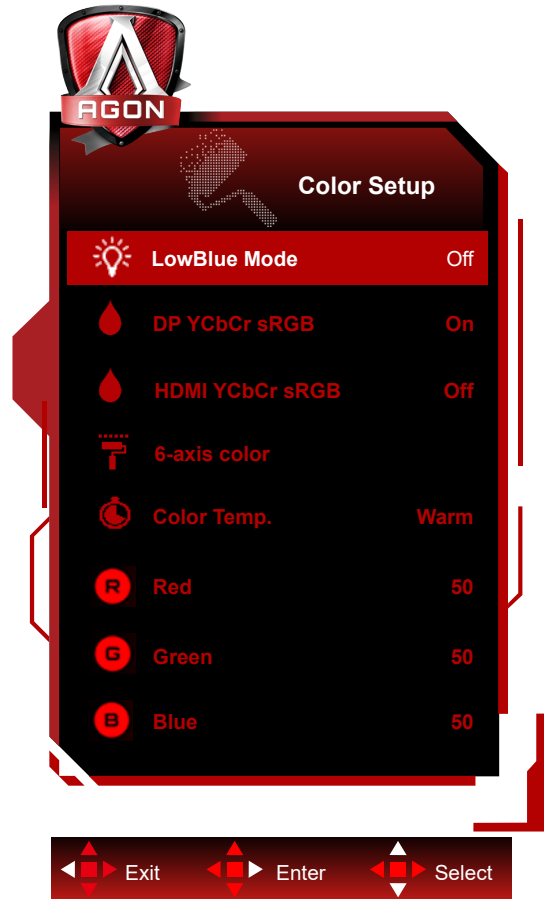 AGON
Color Setup
LowBlue Mode Off
DP YCbCr sRGB On
HDMI YCbCr sRGB Off
6-axis color
Color Temp. Warm
R Red 50
G Green 50
B Blue 50
Exit Enter Select